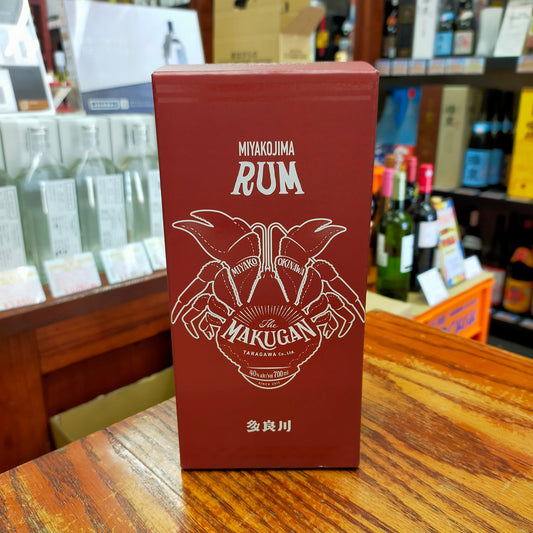 MIYAKOJIMA
RUM
MIYAKO OKINAWA
The
MAKUGAN
TARAGAWA Co., Ltd.
40% alc/vol 700ml
多良川